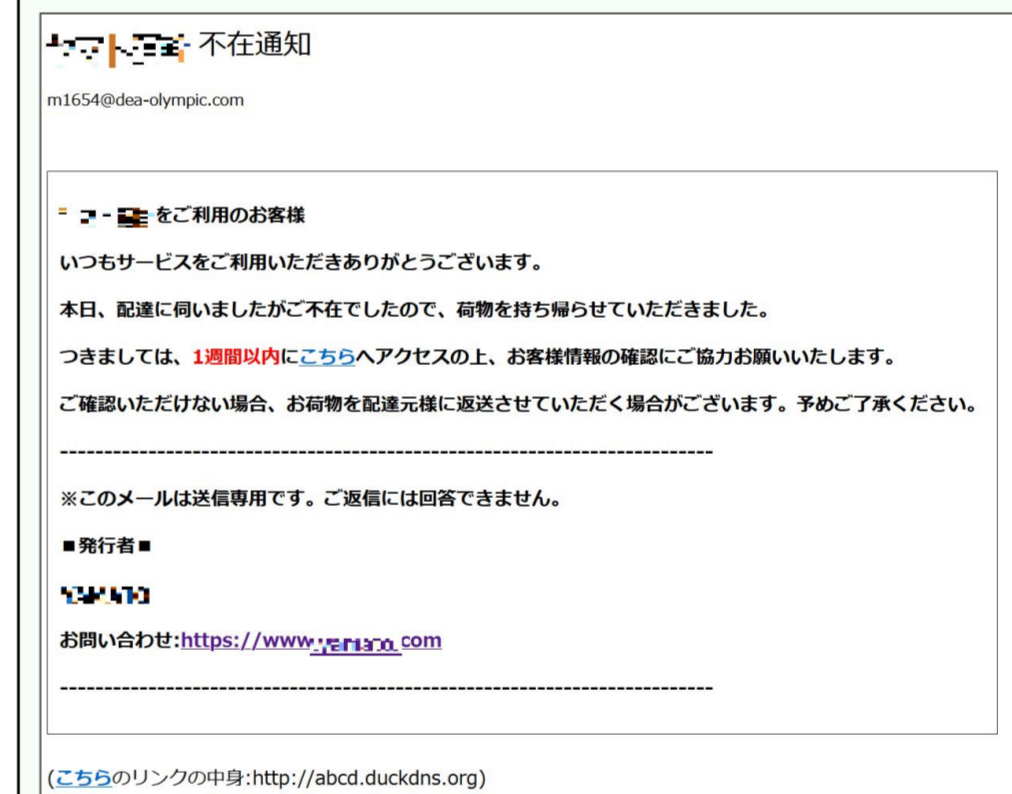 不在通知
m1654@dea-olympic.com
をご利用のお客様
いつもサービスをご利用いただきありがとうございます。
本日、配達に伺いましたがご不在でしたので、荷物を持ち帰らせていただきました。
つきましては、1週間以内にこちらへアクセスの上、お客様情報の確認にご協力お願いいたします。
ご確認いただけない場合、お荷物を配達元様に返送させていただく場合がございます。予めご了承ください。
------------------------------------------------------------------------
※このメールは送信専用です。ご返信には回答できません。
■発行者■
お問い合わせ:https://www. com
------------------------------------------------------------------------
(こちらのリンクの中身:http://abcd.duckdns.org)